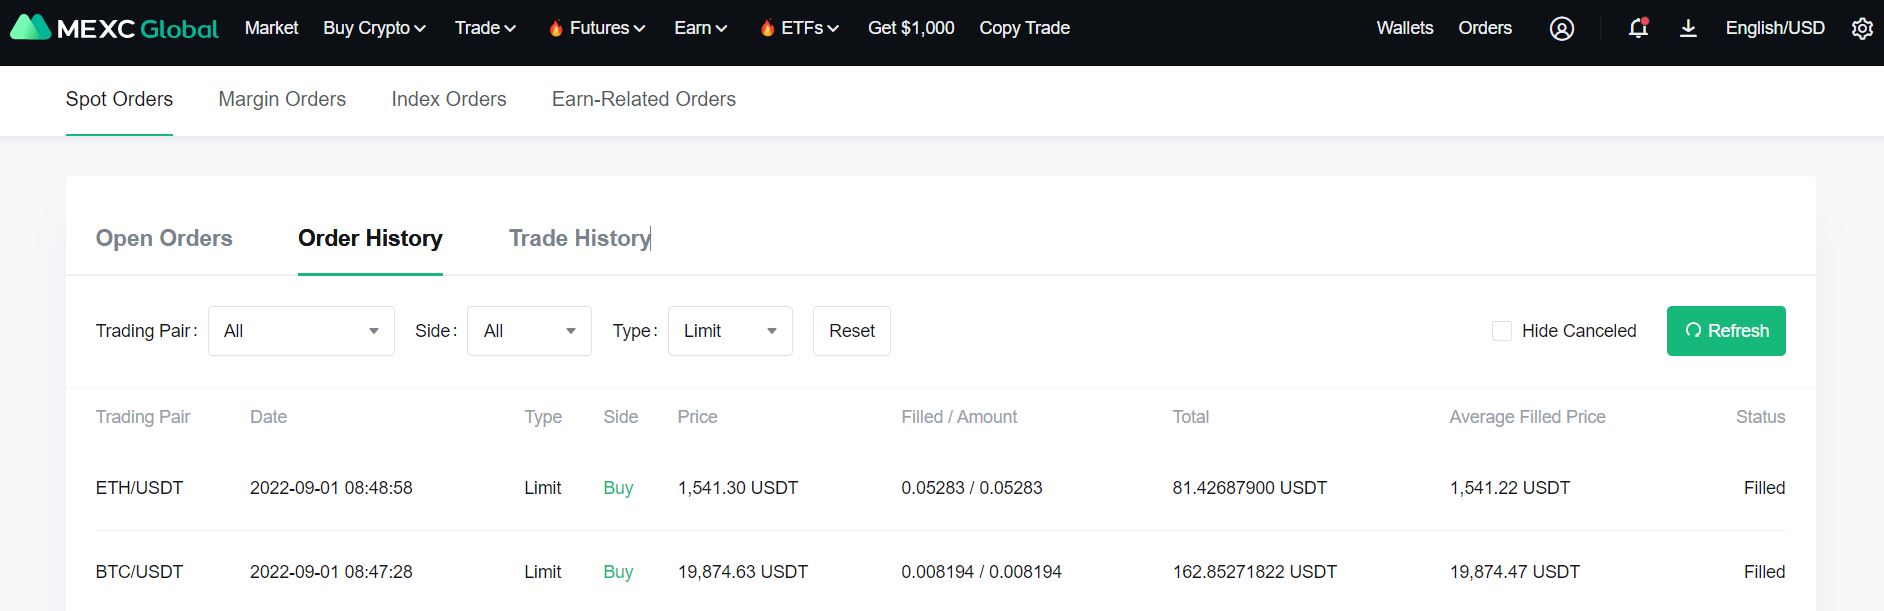 MEXC Global Market Buy Crypto Trade Futures Earn ETFs Get $1,000 Copy Trade Wallets Orders English/USD
Spot Orders Margin Orders Index Orders Earn-Related Orders
Open Orders Order History Trade History
Trading Pair: All Side: All Type: Limit Reset Hide Canceled Refresh
Trading Pair Date Type Side Price Filled / Amount Total Average Filled Price Status
ETH/USDT 2022-09-01 08:48:58 Limit Buy 1,541.30 USDT 0.05283 / 0.05283 81.42687900 USDT 1,541.22 USDT Filled
BTC/USDT 2022-09-01 08:47:28 Limit Buy 19,874.63 USDT 0.008194 / 0.008194 162.85271822 USDT 19,874.47 USDT Filled